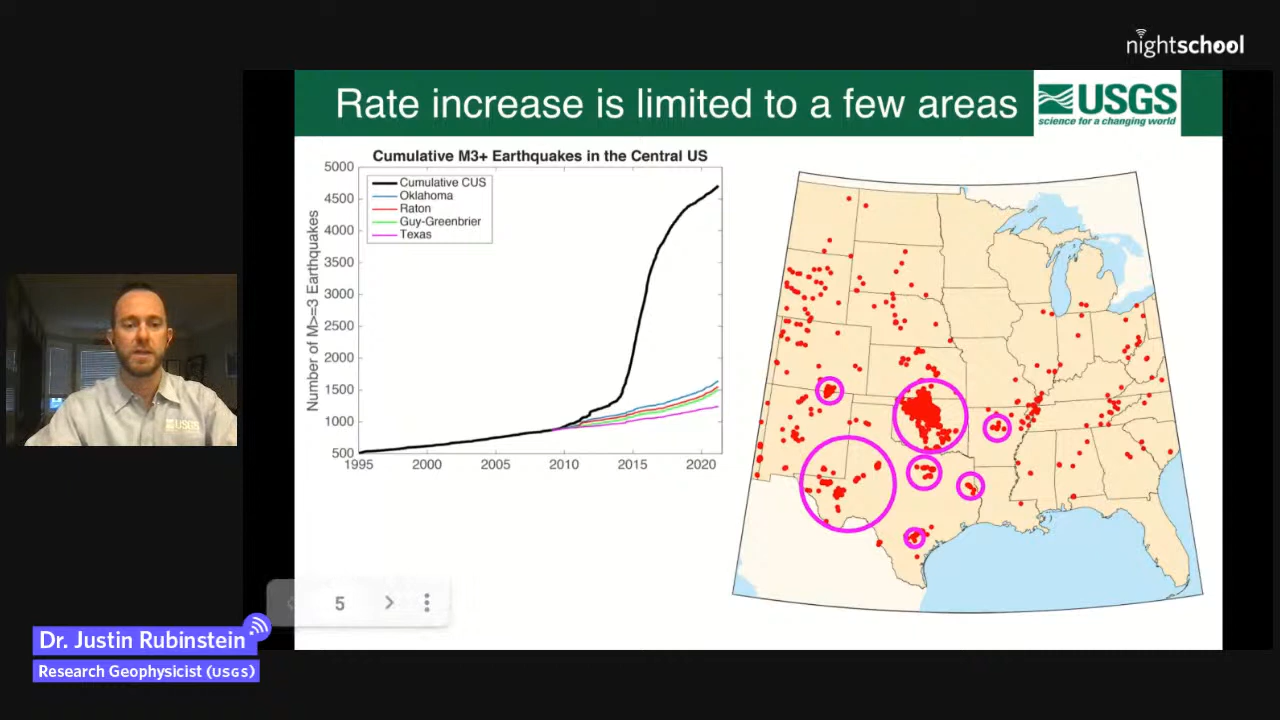 nightschool
Rate increase is limited to a few areas
USGS
science for a changing world
Cumulative M3+ Earthquakes in the Central US
Number of M>=3 Earthquakes
5000
4500
4000
3500
3000
2500
2000
1500
1000
500
1995
2000
2005
2010
2015
2020
Cumulative CUS
Oklahoma
Raton
Guy-Greenbrier
Texas
USGS
5
Dr. Justin Rubinstein
Research Geophysicist (USGS)